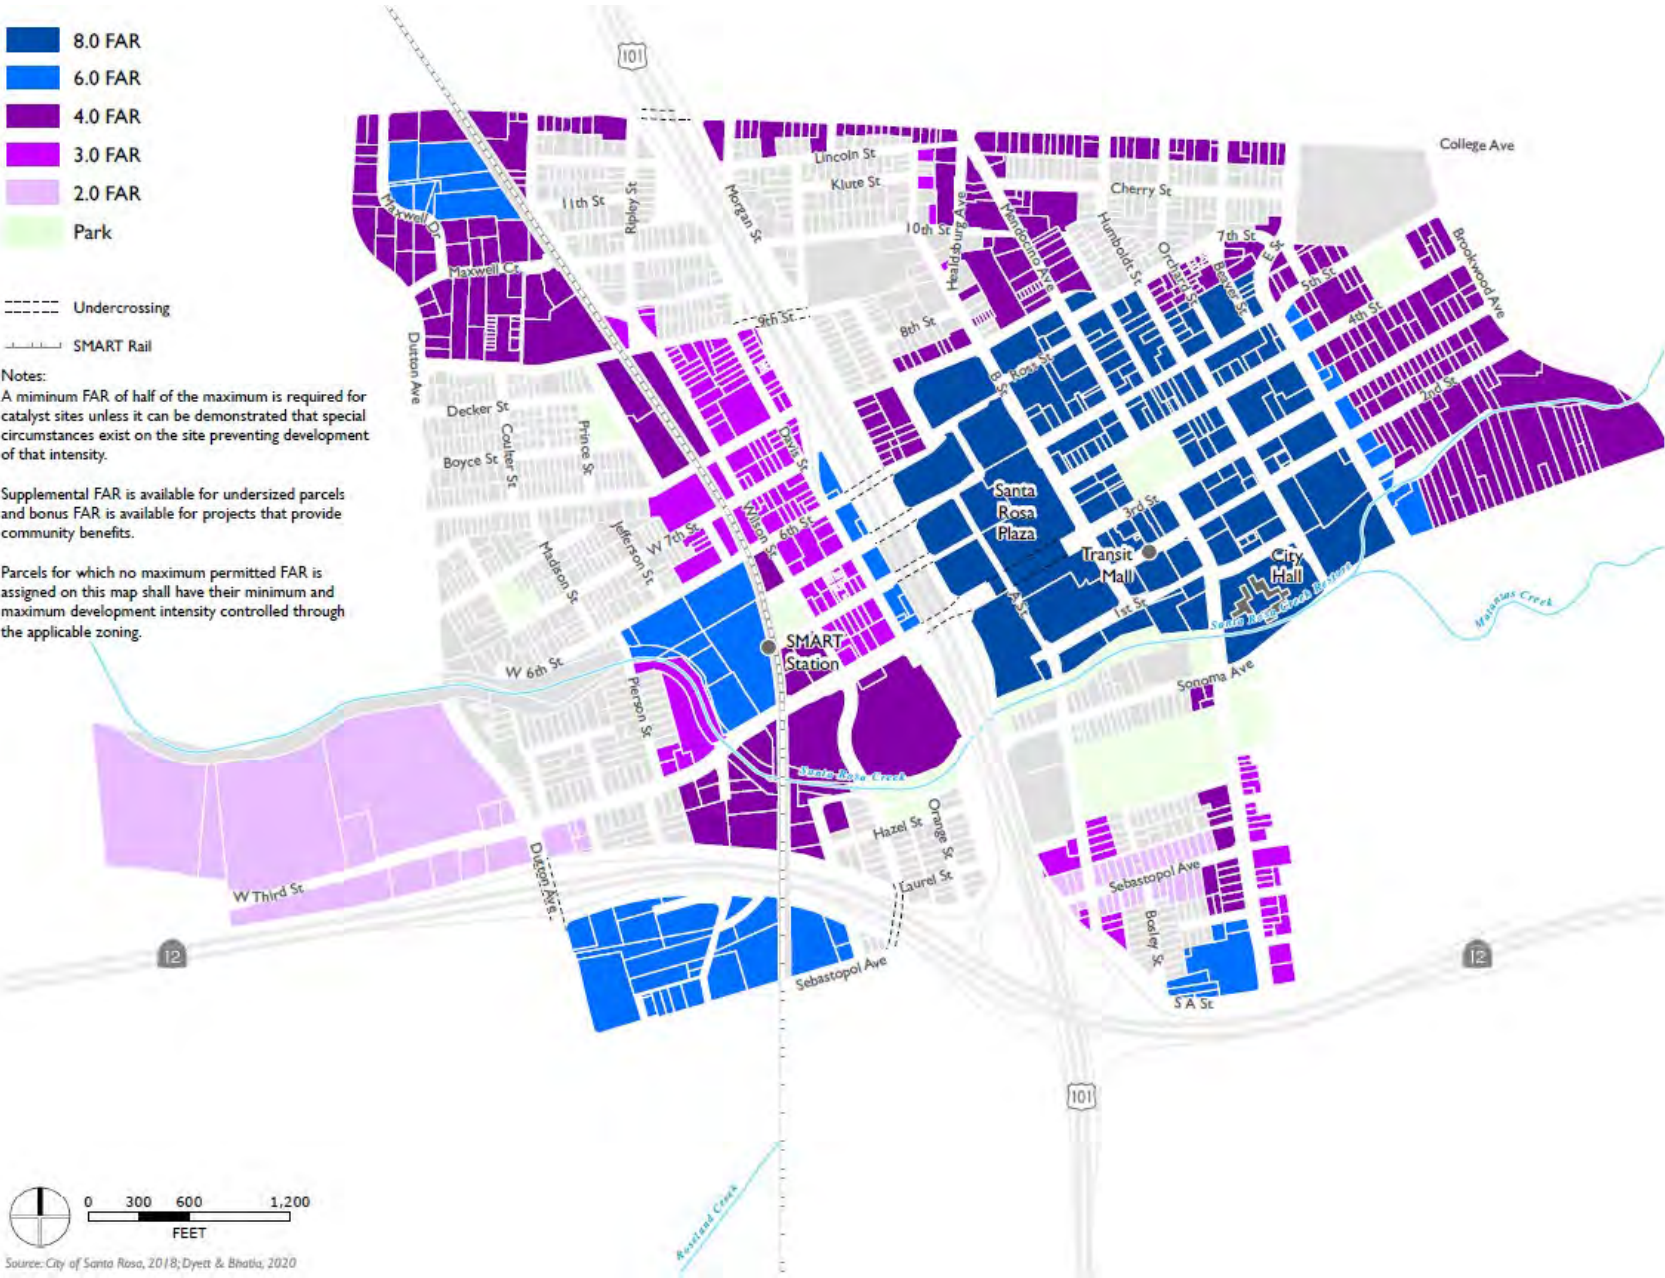 8.0 FAR
6.0 FAR
4.0 FAR
3.0 FAR
2.0 FAR
Park
Undercrossing
SMART Rail
Notes:
A miminum FAR of half of the maximum is required for
catalyst sites unless it can be demonstrated that special
circumstances exist on the site preventing development
of that intensity.
Supplemental FAR is available for undersized parcels
and bonus FAR is available for projects that provide
community benefits.
Parcels for which no maximum permitted FAR is
assigned on this map shall have their minimum and
maximum development intensity controlled through
the applicable zoning.
101
College Ave
Lincoln St
Klute St
Cherry St
11th St
Ripley St
Morgan St
10th St
Healdsburg Ave
Mendocino Ave
Humboldt St
Orchard St
Beaver St
7th St
E St
5th St
4th St
Brookwood Ave
Maxwell Dr
Maxwell Ct
Dutton Ave
9th St
8th St
B St
Ross St
2nd St
Decker St
Coulter St
Prince St
Boyce St
Davis St
Santa
Rosa
Plaza
3rd St
Transit
Mall
City
Hall
Wilson St
6th St
W 7th St
Jefferson St
Madison St
A St
1st St
Santa Rosa Creek Restore
Matanzas Creek
SMART
Station
W 6th St
Pierson St
Sonoma Ave
Santa Rosa Creek
Hazel St
Orange St
Laurel St
Dutton Ave
W Third St
Sebastopol Ave
Bosley St
12
12
Sebastopol Ave
S A St
101
Roseland Creek
0 300 600 1,200
FEET
Source: City of Santa Rosa, 2018; Dyett & Bhatia, 2020